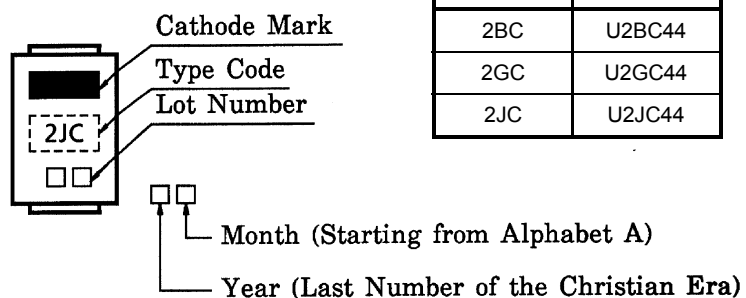 Cathode Mark
Type Code
Lot Number
2JC
Month (Starting from Alphabet A)
Year (Last Number of the Christian Era)
2BC U2BC44
2GC U2GC44
2JC U2JC44